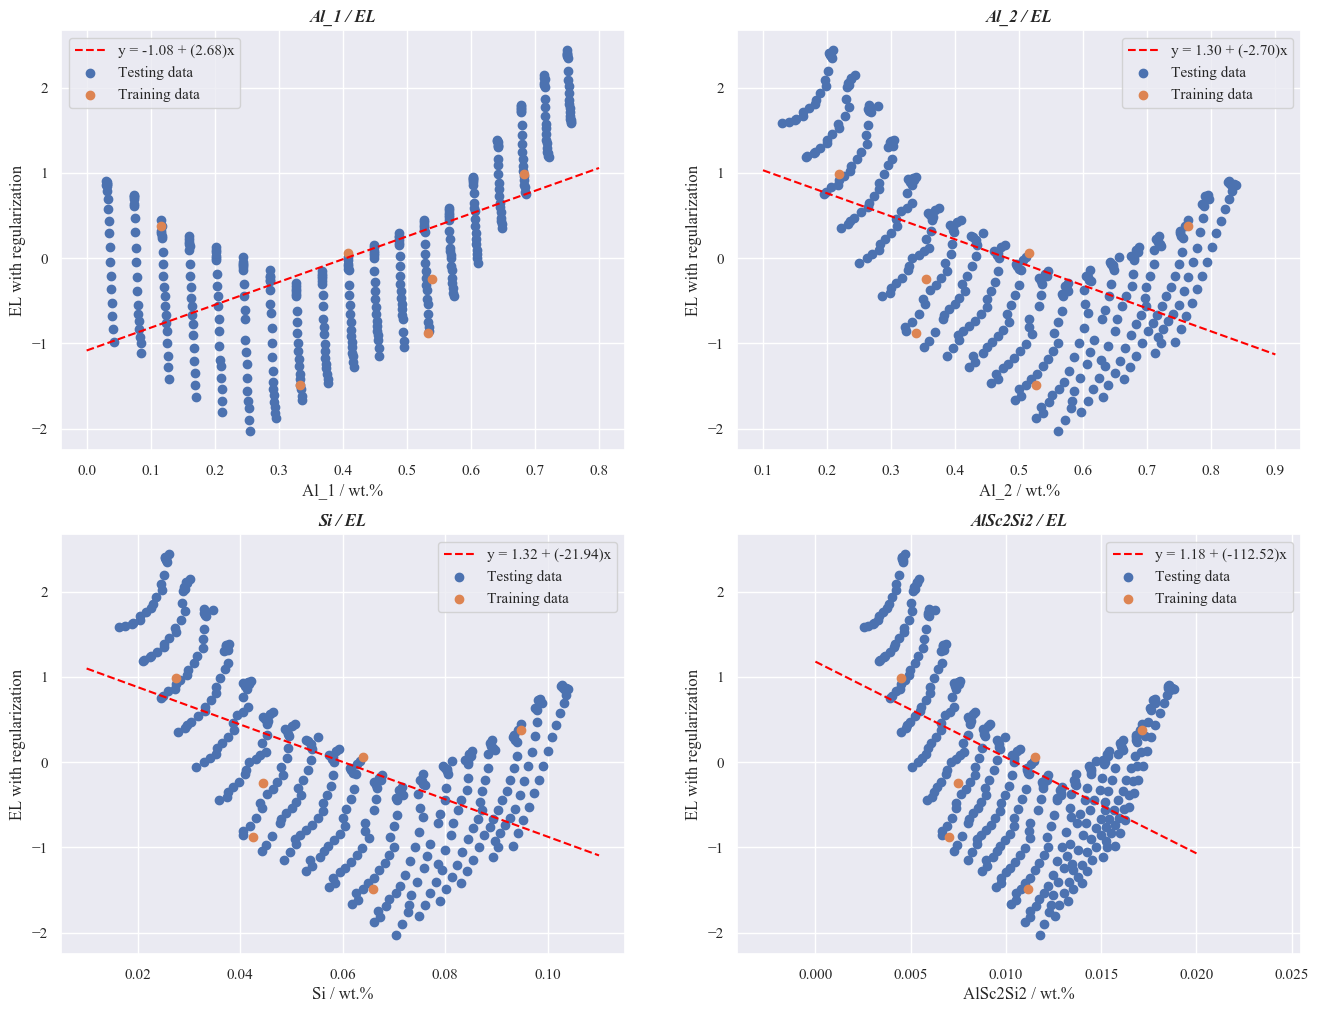 Al_1 / EL
y = -1.08 + (2.68)x
Testing data
Training data
EL with regularization
2
1
0
−1
−2
0.0 0.1 0.2 0.3 0.4 0.5 0.6 0.7 0.8
Al_1 / wt.%
Al_2 / EL
y = 1.30 + (-2.70)x
Testing data
Training data
EL with regularization
2
1
0
−1
−2
0.1 0.2 0.3 0.4 0.5 0.6 0.7 0.8 0.9
Al_2 / wt.%
Si / EL
y = 1.32 + (-21.94)x
Testing data
Training data
EL with regularization
2
1
0
−1
−2
0.02 0.04 0.06 0.08 0.10
Si / wt.%
AlSc2Si2 / EL
y = 1.18 + (-112.52)x
Testing data
Training data
EL with regularization
2
1
0
−1
−2
0.000 0.005 0.010 0.015 0.020 0.025
AlSc2Si2 / wt.%